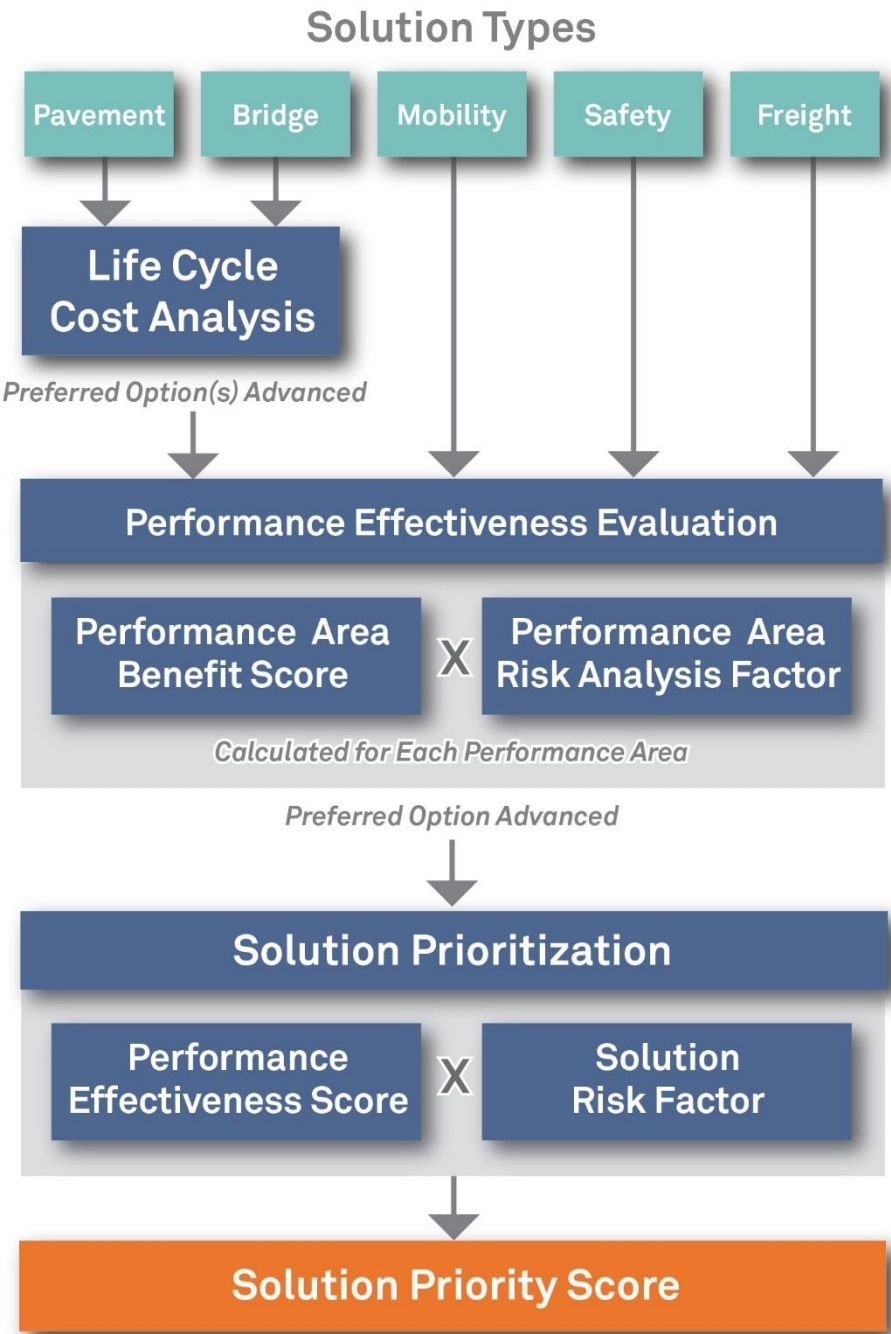 Solution Types
Pavement
Bridge
Mobility
Safety
Freight
Life Cycle
Cost Analysis
Preferred Option(s) Advanced
Performance Effectiveness Evaluation
Performance Area
Benefit Score
X
Performance Area
Risk Analysis Factor
Calculated for Each Performance Area
Preferred Option Advanced
Solution Prioritization
Performance
Effectiveness Score
X
Solution
Risk Factor
Solution Priority Score